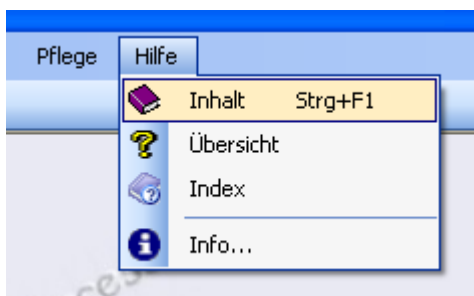 Pflege Hilfe
Inhalt Strg+F1
Übersicht
Index
Info...